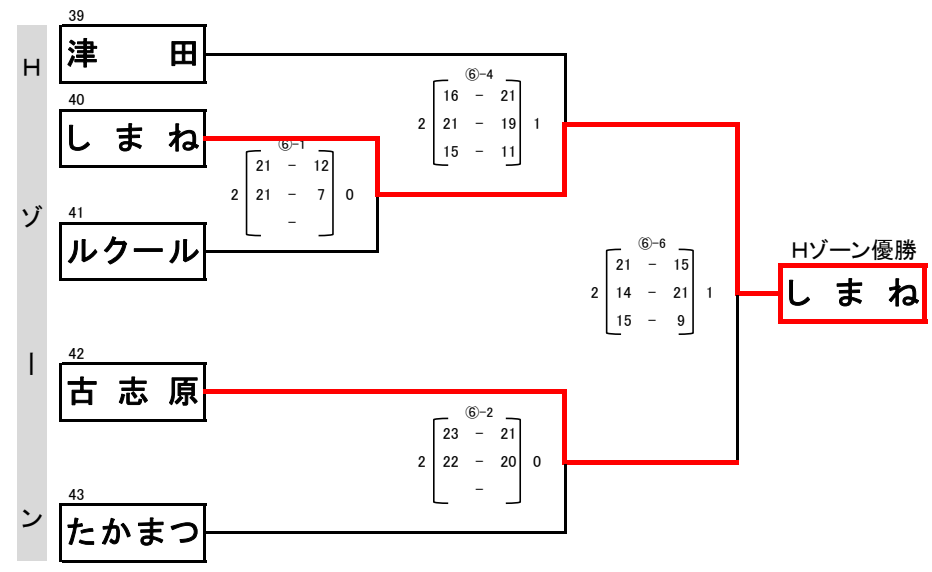 Hゾーン
39
津 田
40
しまね
41
ルクール
42
古志原
43
たかまつ
⑥-1
21 - 12
2 21 - 7 0
-
⑥-4
16 - 21
2 21 - 19 1
15 - 11
⑥-2
23 - 21
2 22 - 20 0
-
⑥-6
21 - 15
2 14 - 21 1
15 - 9
Hゾーン優勝
しまね